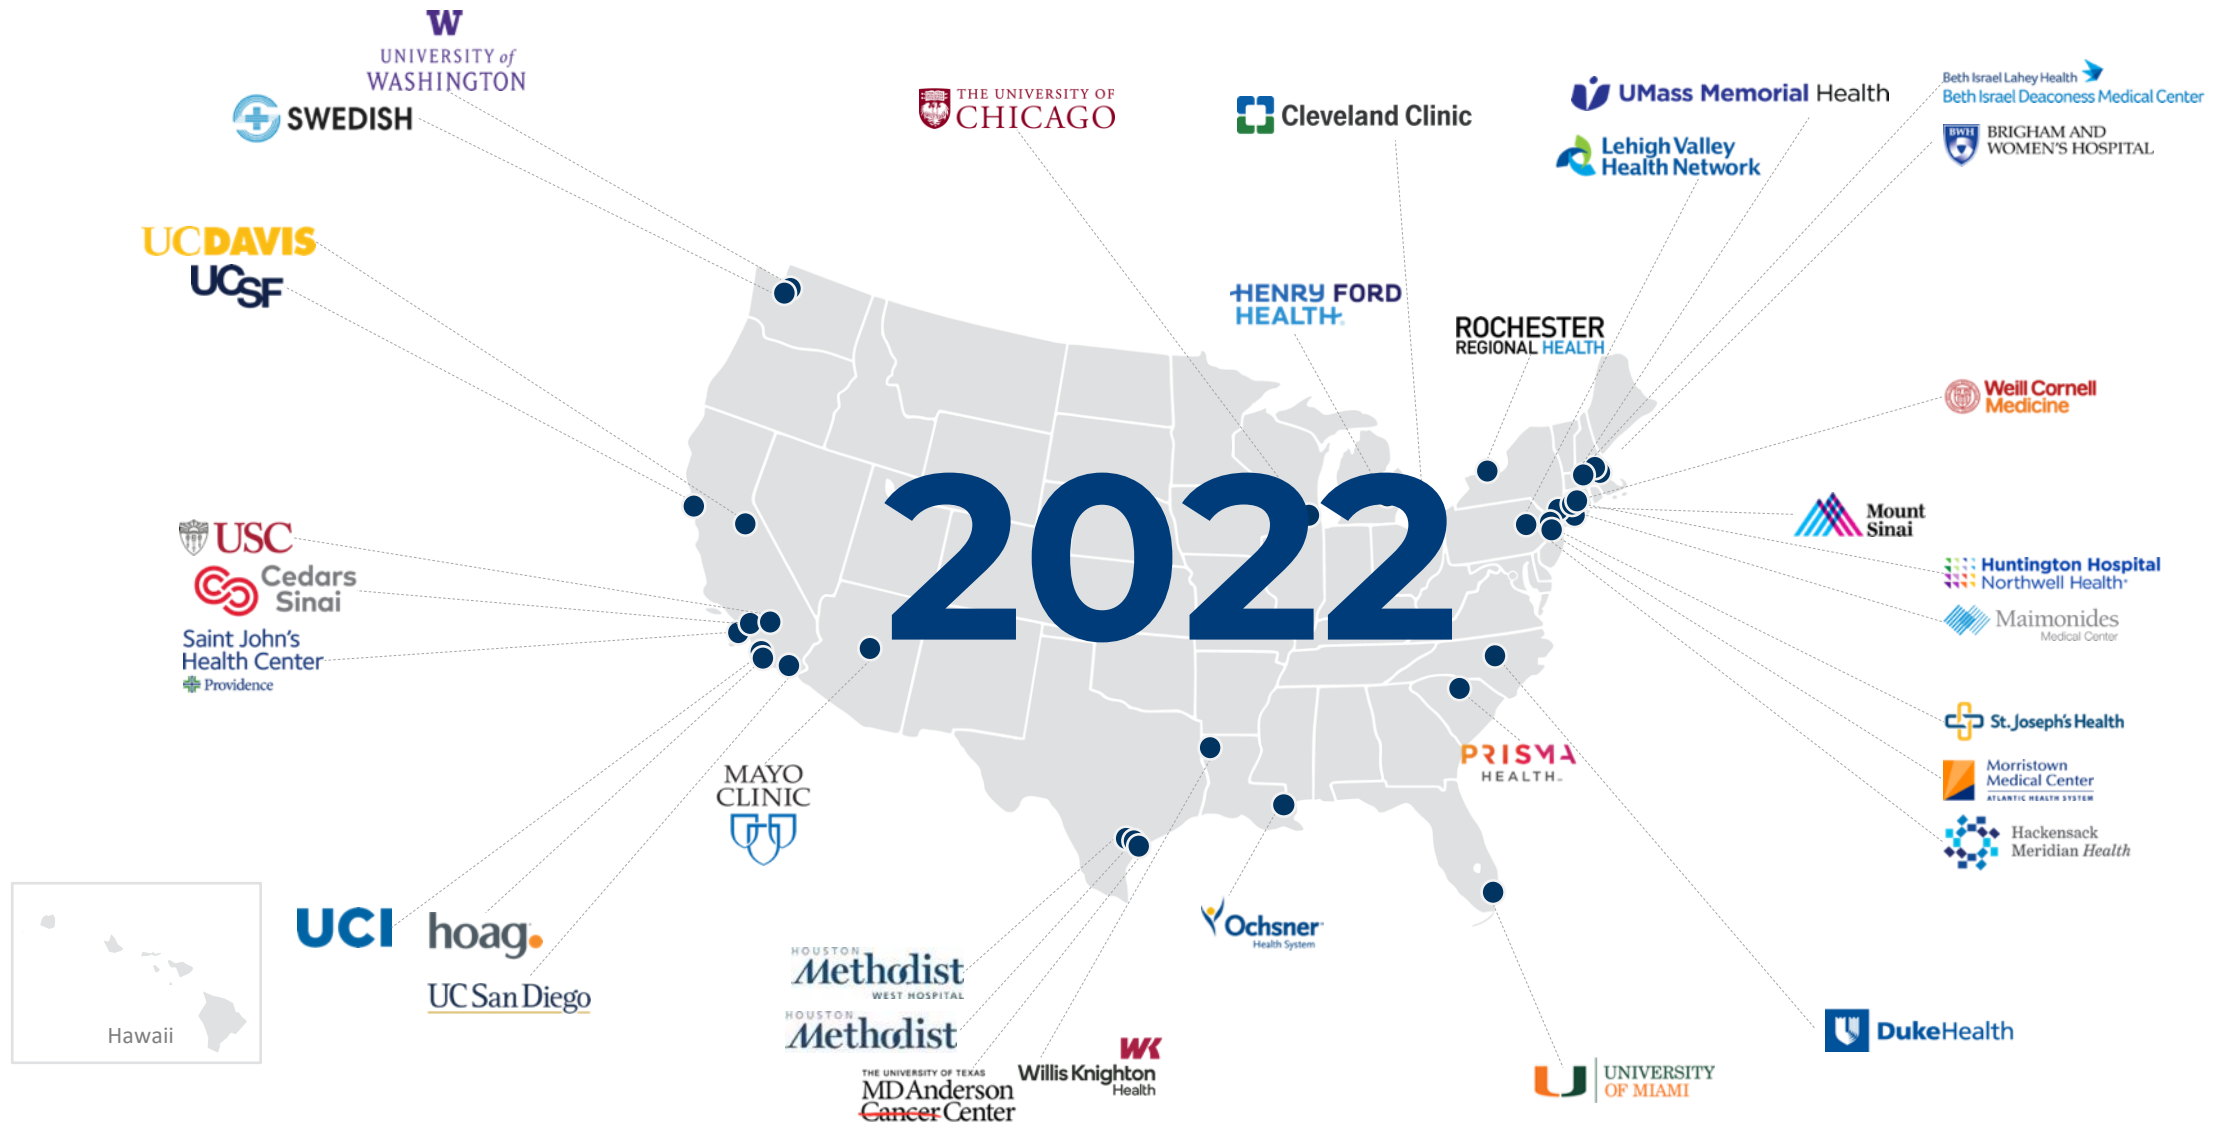 W
UNIVERSITY of
WASHINGTON
SWEDISH
THE UNIVERSITY OF
CHICAGO
Cleveland Clinic
UMass Memorial Health
Lehigh Valley
Health Network
Beth Israel Lahey Health
Beth Israel Deaconess Medical Center
BWH
BRIGHAM AND
WOMEN'S HOSPITAL
UCDAVIS
UCSF
HENRY FORD
HEALTH
ROCHESTER
REGIONAL HEALTH
Weill Cornell
Medicine
2022
Mount
Sinai
USC
Cedars
Sinai
Saint John's
Health Center
Providence
Huntington Hospital
Northwell Health
Maimonides
Medical Center
St. Joseph's Health
PRISMA
HEALTH
MAYO
CLINIC
Morristown
Medical Center
ATLANTIC HEALTH SYSTEM
Hackensack
Meridian Health
UCI
hoag.
UC San Diego
Hawaii
HOUSTON
Methodist
WEST HOSPITAL
HOUSTON
Methodist
THE UNIVERSITY OF TEXAS
MD Anderson
Cancer Center
WK
Willis Knighton
Health
Ochsner
Health System
UNIVERSITY
OF MIAMI
DukeHealth